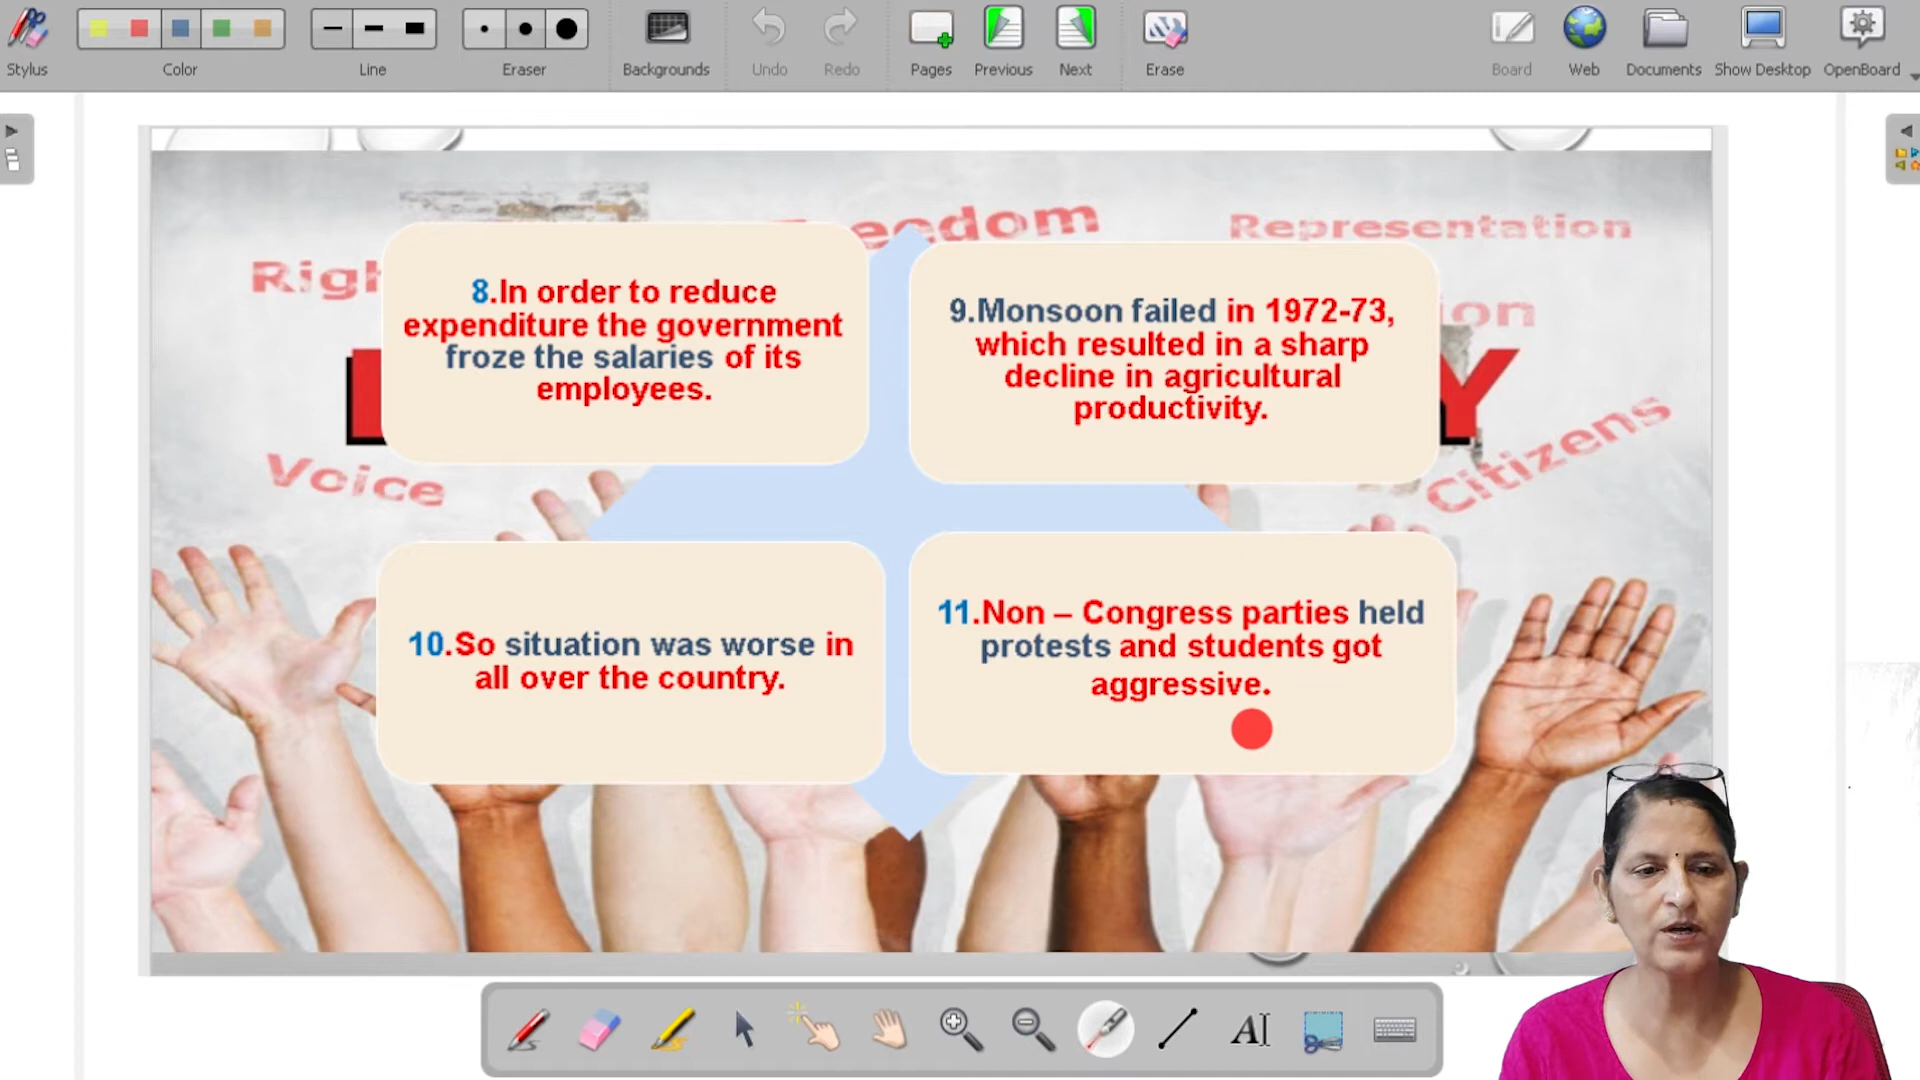 Stylus
Color
Line
Eraser
Backgrounds
Undo
Redo
Pages
Previous
Next
Erase
Board
Web
Documents
Show Desktop
OpenBoard
Representation
Voice
Citizens
8.In order to reduce
expenditure the government
froze the salaries of its
employees.
9.Monsoon failed in 1972-73,
which resulted in a sharp
decline in agricultural
productivity.
10.So situation was worse in
all over the country.
11.Non – Congress parties held
protests and students got
aggressive.